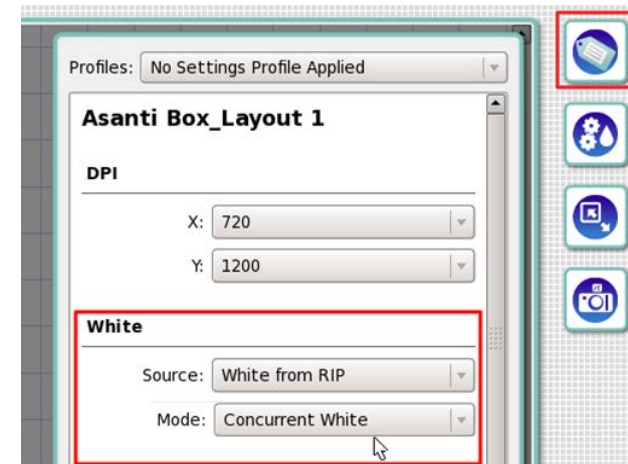 Profiles: No Settings Profile Applied
Asanti Box_Layout 1
DPI
X: 720
Y: 1200
White
Source: White from RIP
Mode: Concurrent White